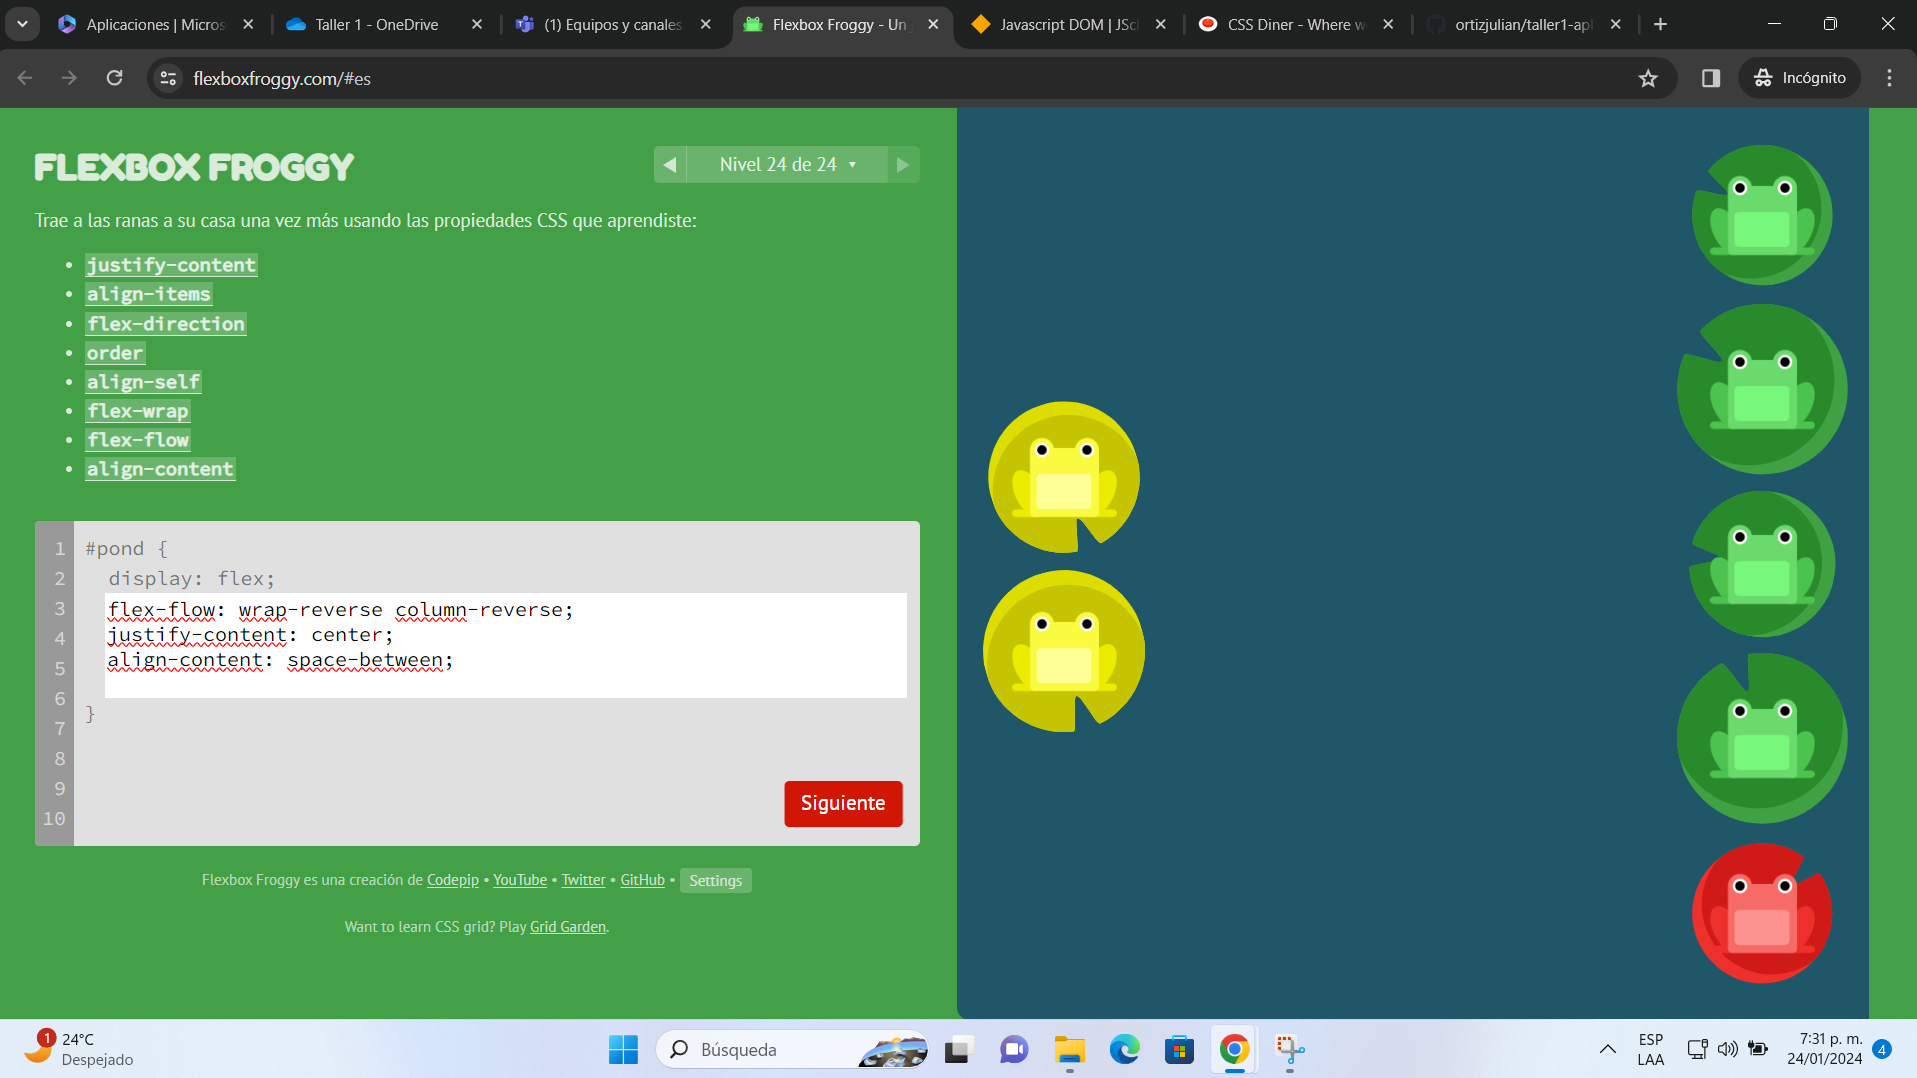 Aplicaciones | Micros
Taller 1 - OneDrive
(1) Equipos y canales
Flexbox Froggy - Un
Javascript DOM | JSc
CSS Diner - Where w
ortizjulian/taller1-apl
flexboxfroggy.com/#es
Incógnito
FLEXBOX FROGGY
Nivel 24 de 24
Trae a las ranas a su casa una vez más usando las propiedades CSS que aprendiste:
justify-content
align-items
flex-direction
order
align-self
flex-wrap
flex-flow
align-content
1 #pond {
2 display: flex;
3 flex-flow: wrap-reverse column-reverse;
4 justify-content: center;
5 align-content: space-between;
6
7 }
8
9
10
Siguiente
Flexbox Froggy es una creación de Codepip • YouTube • Twitter • GitHub • Settings
Want to learn CSS grid? Play Grid Garden.
1
24°C
Despejado
Búsqueda
ESP
LAA
7:31 p. m.
24/01/2024
4